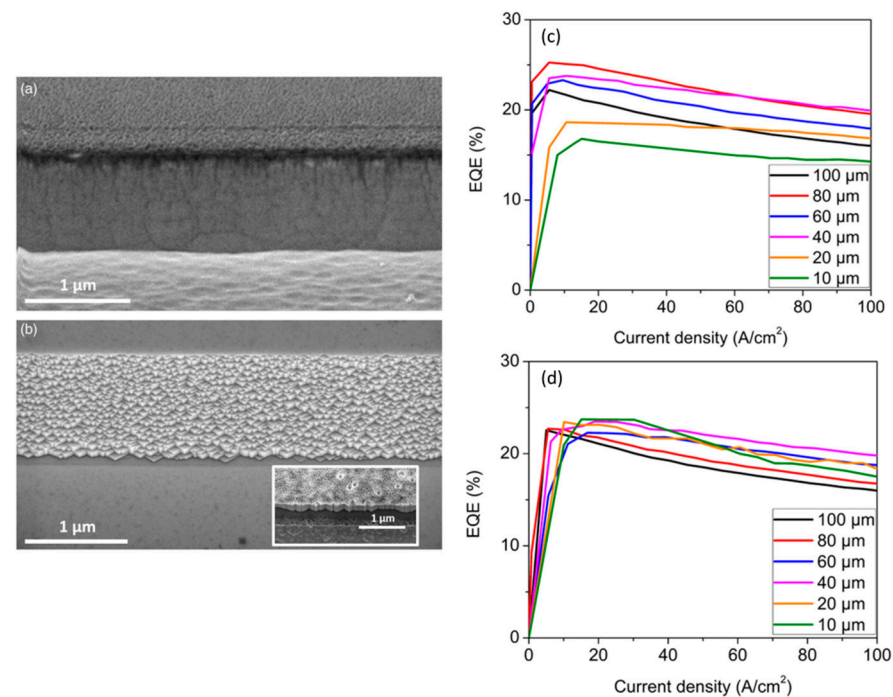 (a)
1 µm
(b)
1 µm
1 µm
(c)
30
20
10
0
EQE (%)
100 µm
80 µm
60 µm
40 µm
20 µm
10 µm
0 20 40 60 80 100
Current density (A/cm²)
(d)
30
20
10
0
EQE (%)
100 µm
80 µm
60 µm
40 µm
20 µm
10 µm
0 20 40 60 80 100
Current density (A/cm²)